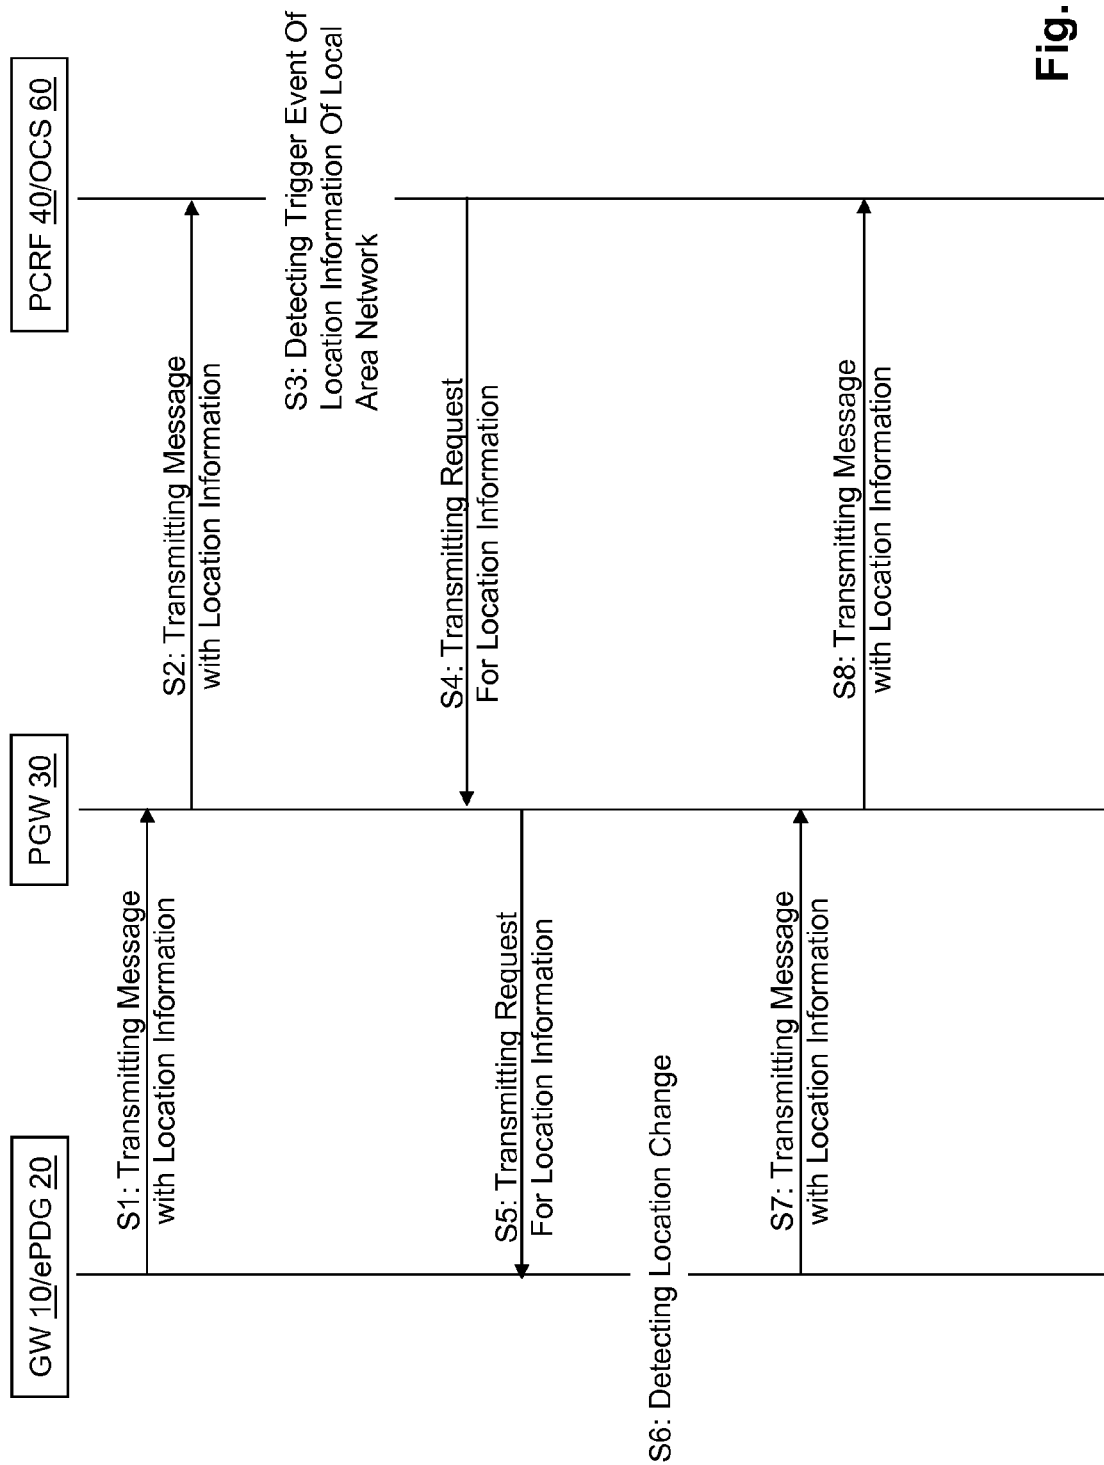 GW 10/ePDG 20
PGW 30
PCRF 40/OCS 60
S1: Transmitting Message
with Location Information
S2: Transmitting Message
with Location Information
S3: Detecting Trigger Event Of
Location Information Of Local
Area Network
S4: Transmitting Request
For Location Information
S5: Transmitting Request
For Location Information
S6: Detecting Location Change
S7: Transmitting Message
with Location Information
S8: Transmitting Message
with Location Information
Fig.